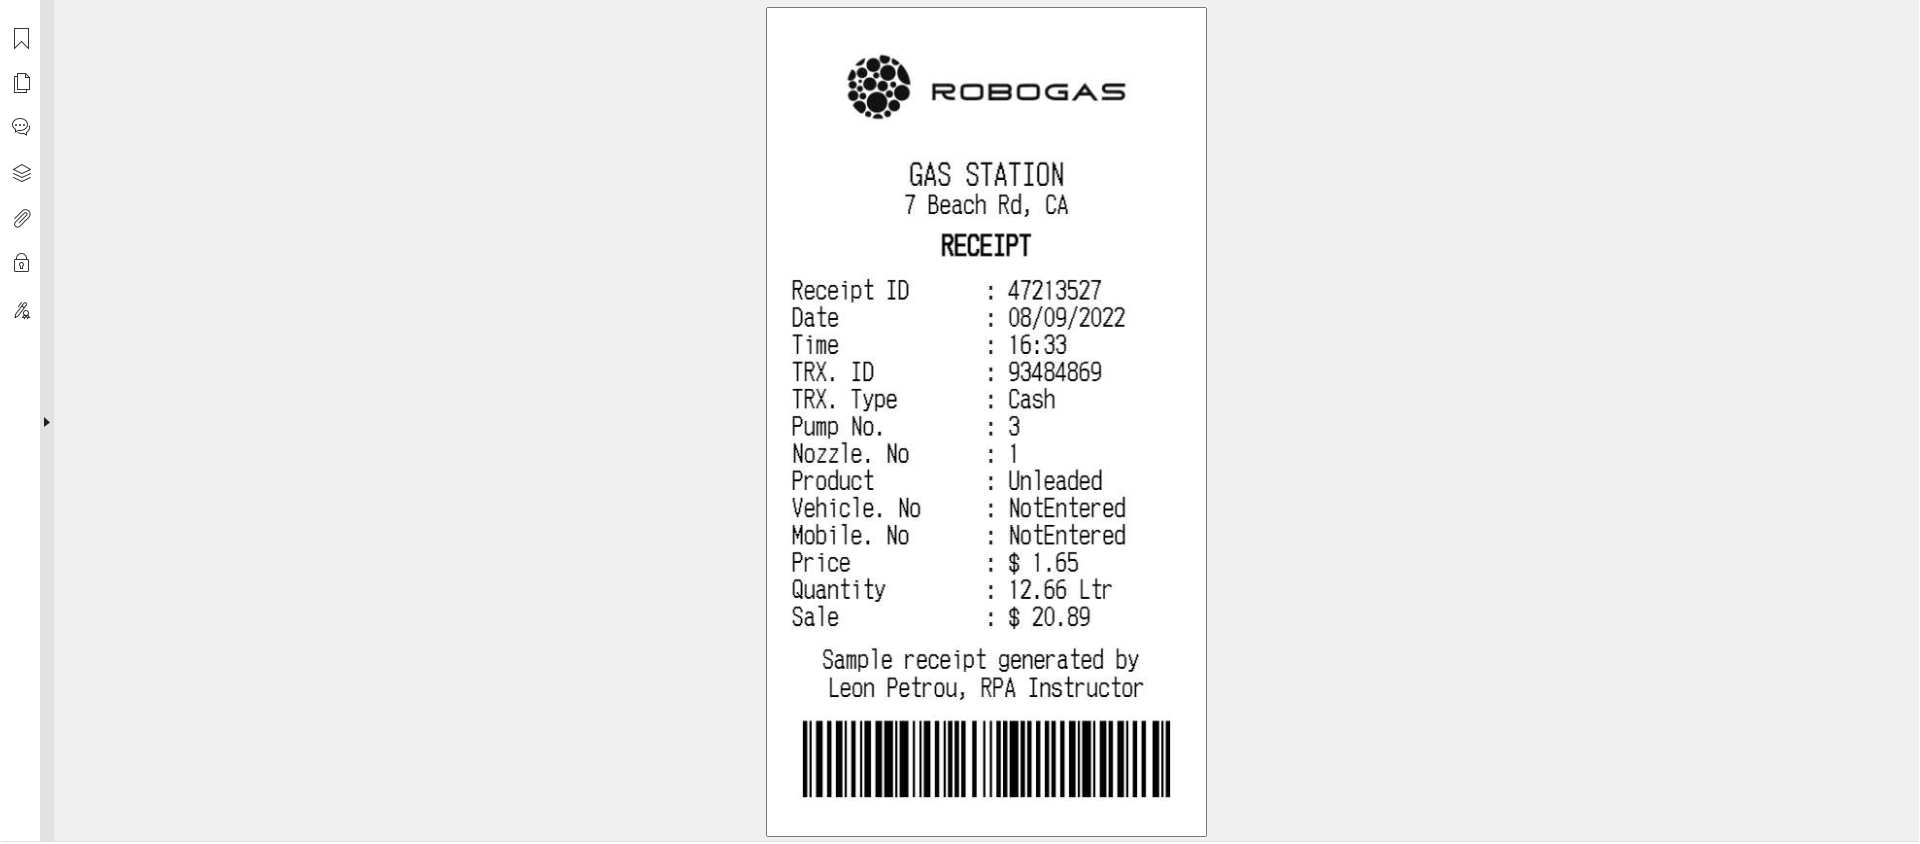 ROBOGAS
GAS STATION
7 Beach Rd, CA
RECEIPT
Receipt ID : 47213527
Date : 08/09/2022
Time : 16:33
TRX. ID : 93484869
TRX. Type : Cash
Pump No. : 3
Nozzle. No : 1
Product : Unleaded
Vehicle. No : NotEntered
Mobile. No : NotEntered
Price : $ 1.65
Quantity : 12.66 Ltr
Sale : $ 20.89
Sample receipt generated by
Leon Petrou, RPA Instructor